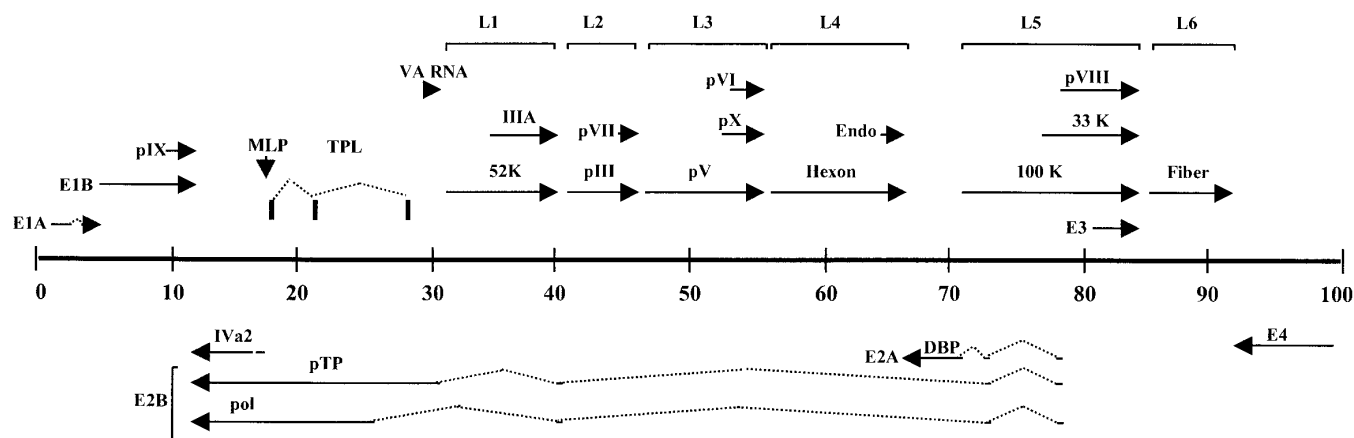 L1 L2 L3 L4 L5 L6
VA RNA pVI pVIII
IIIA pVII pX Endo 33 K
pIX MLP TPL
E1B 52K pIII pV Hexon 100 K Fiber
E1A E3
0 10 20 30 40 50 60 70 80 90 100
IVa2 E2A DBP E4
pTP
E2B
pol